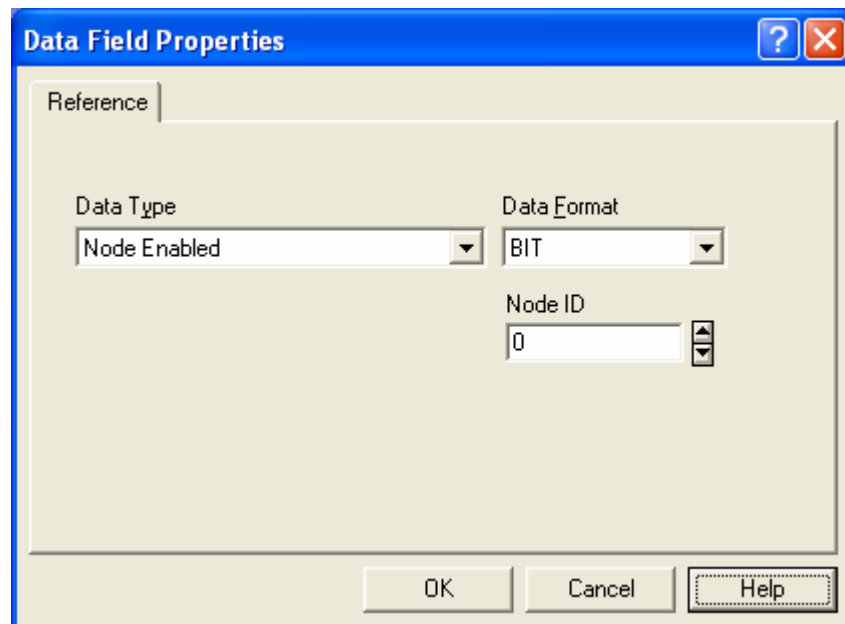 Data Field Properties
Reference
Data Type Data Format
Node Enabled BIT
Node ID
0
OK Cancel Help